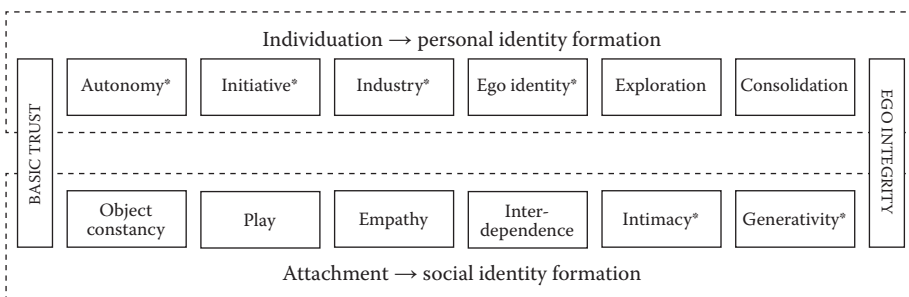 Individuation → personal identity formation
BASIC TRUST
Autonomy*
Initiative*
Industry*
Ego identity*
Exploration
Consolidation
EGO INTEGRITY
Object
constancy
Play
Empathy
Inter-
dependence
Intimacy*
Generativity*
Attachment → social identity formation